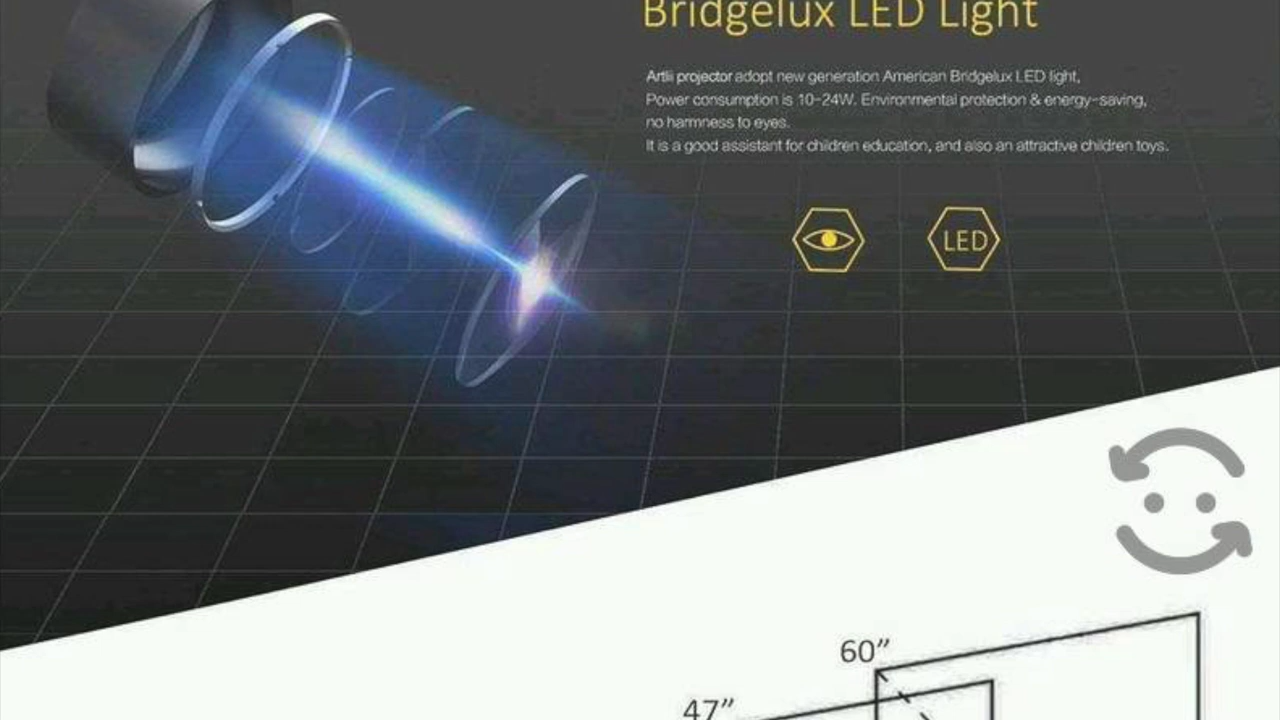 Bridgelux LED Light
Artlii projector adopt new generation American Bridgelux LED light,
Power consumption is 10-24W. Environmental protection & energy-saving,
no harmness to eyes.
It is a good assistant for children education, and also an attractive children toys.
LED
60”
47”